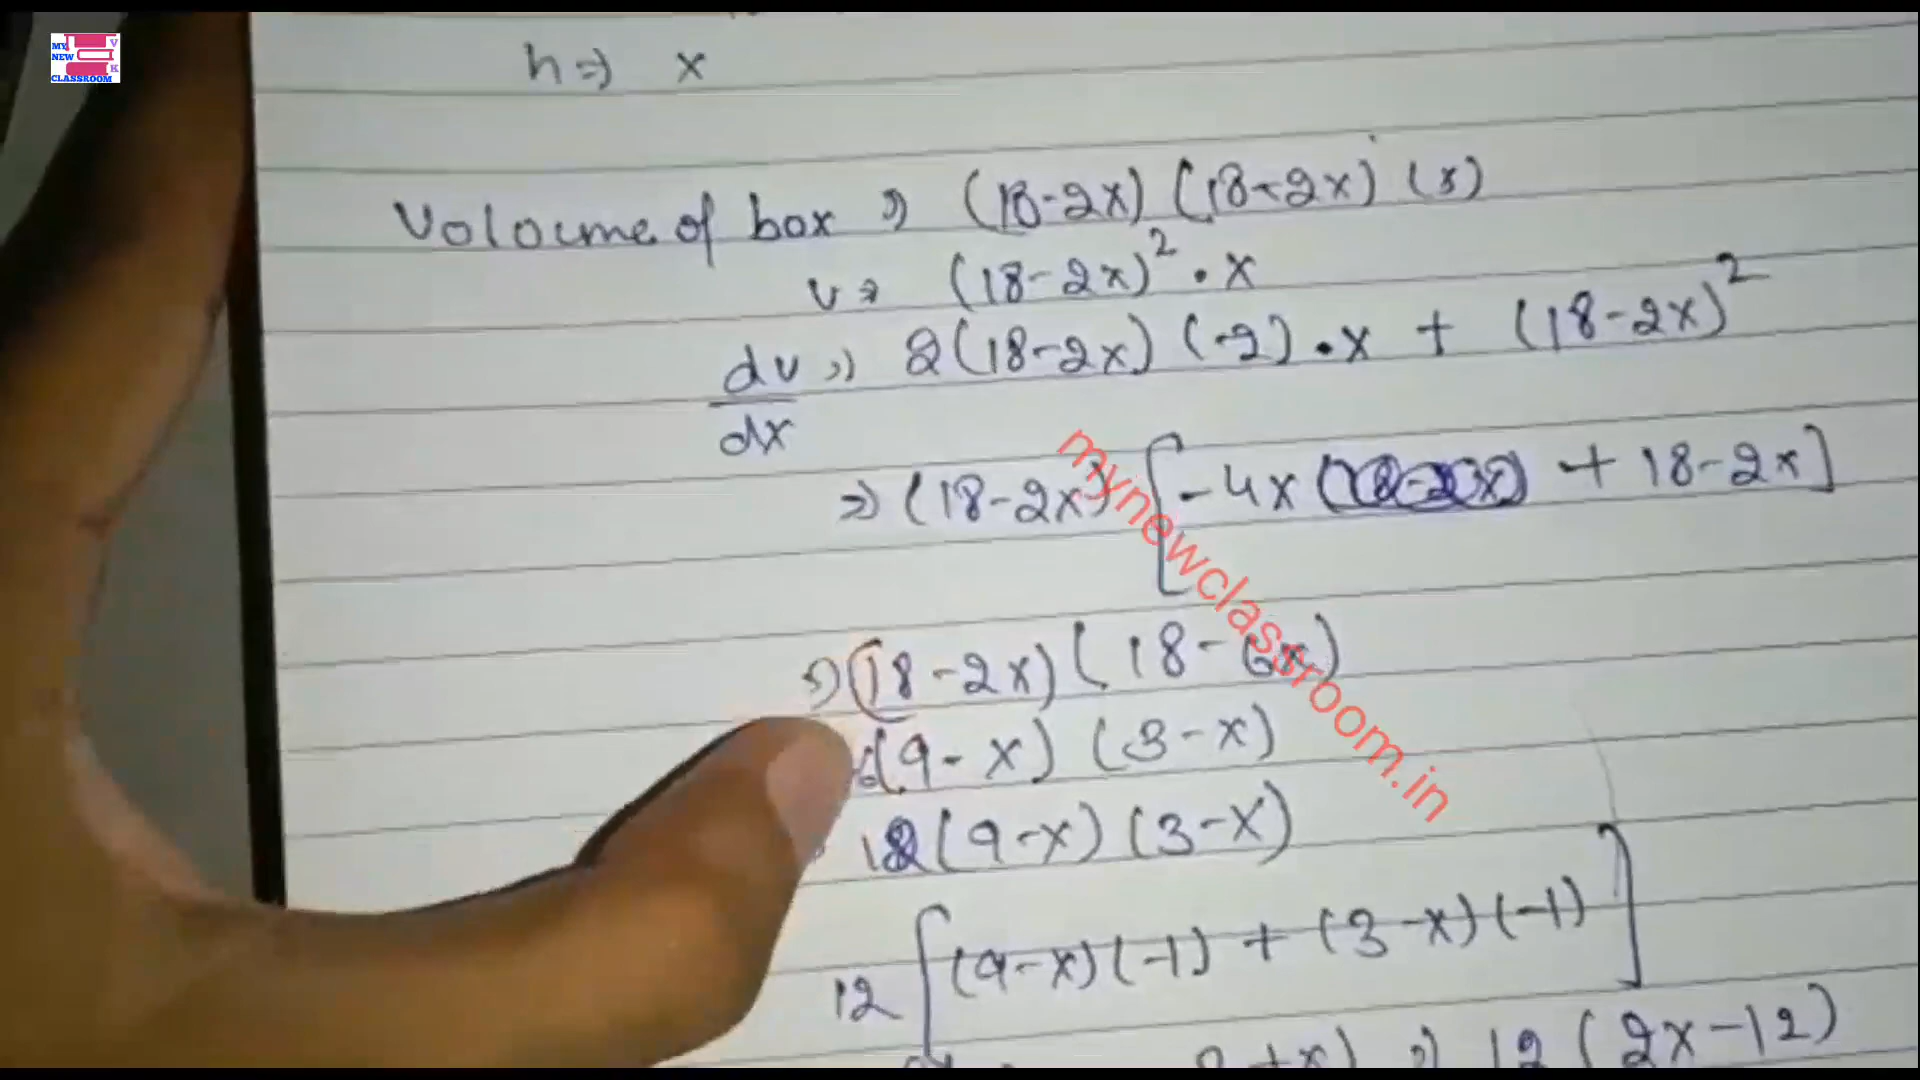 MY NEW CLASSROOM VK
h ⇒ x
Voloume of box ⇒ (18-2x) (18-2x) (x)
v ⇒ (18-2x)² . x
dv/dx ⇒ 2(18-2x) (-2) . x + (18-2x)²
⇒ (18-2x) [-4x + 18-2x]
⇒ (18-2x) (18-6x)
(9-x) (3-x)
12 (9-x) (3-x)
12 [(9-x) (-1) + (3-x) (-1)]
+x) ⇒ 12 (2x-12)
mynewclassroom.in